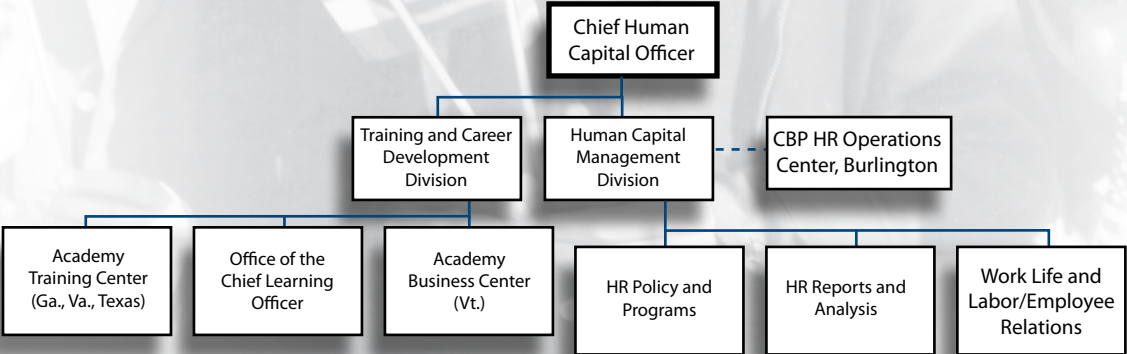 Chief Human
Capital Officer
Training and Career
Development
Division
Human Capital
Management
Division
CBP HR Operations
Center, Burlington
Academy
Training Center
(Ga., Va., Texas)
Office of the
Chief Learning
Officer
Academy
Business Center
(Vt.)
HR Policy and
Programs
HR Reports and
Analysis
Work Life and
Labor/Employee
Relations